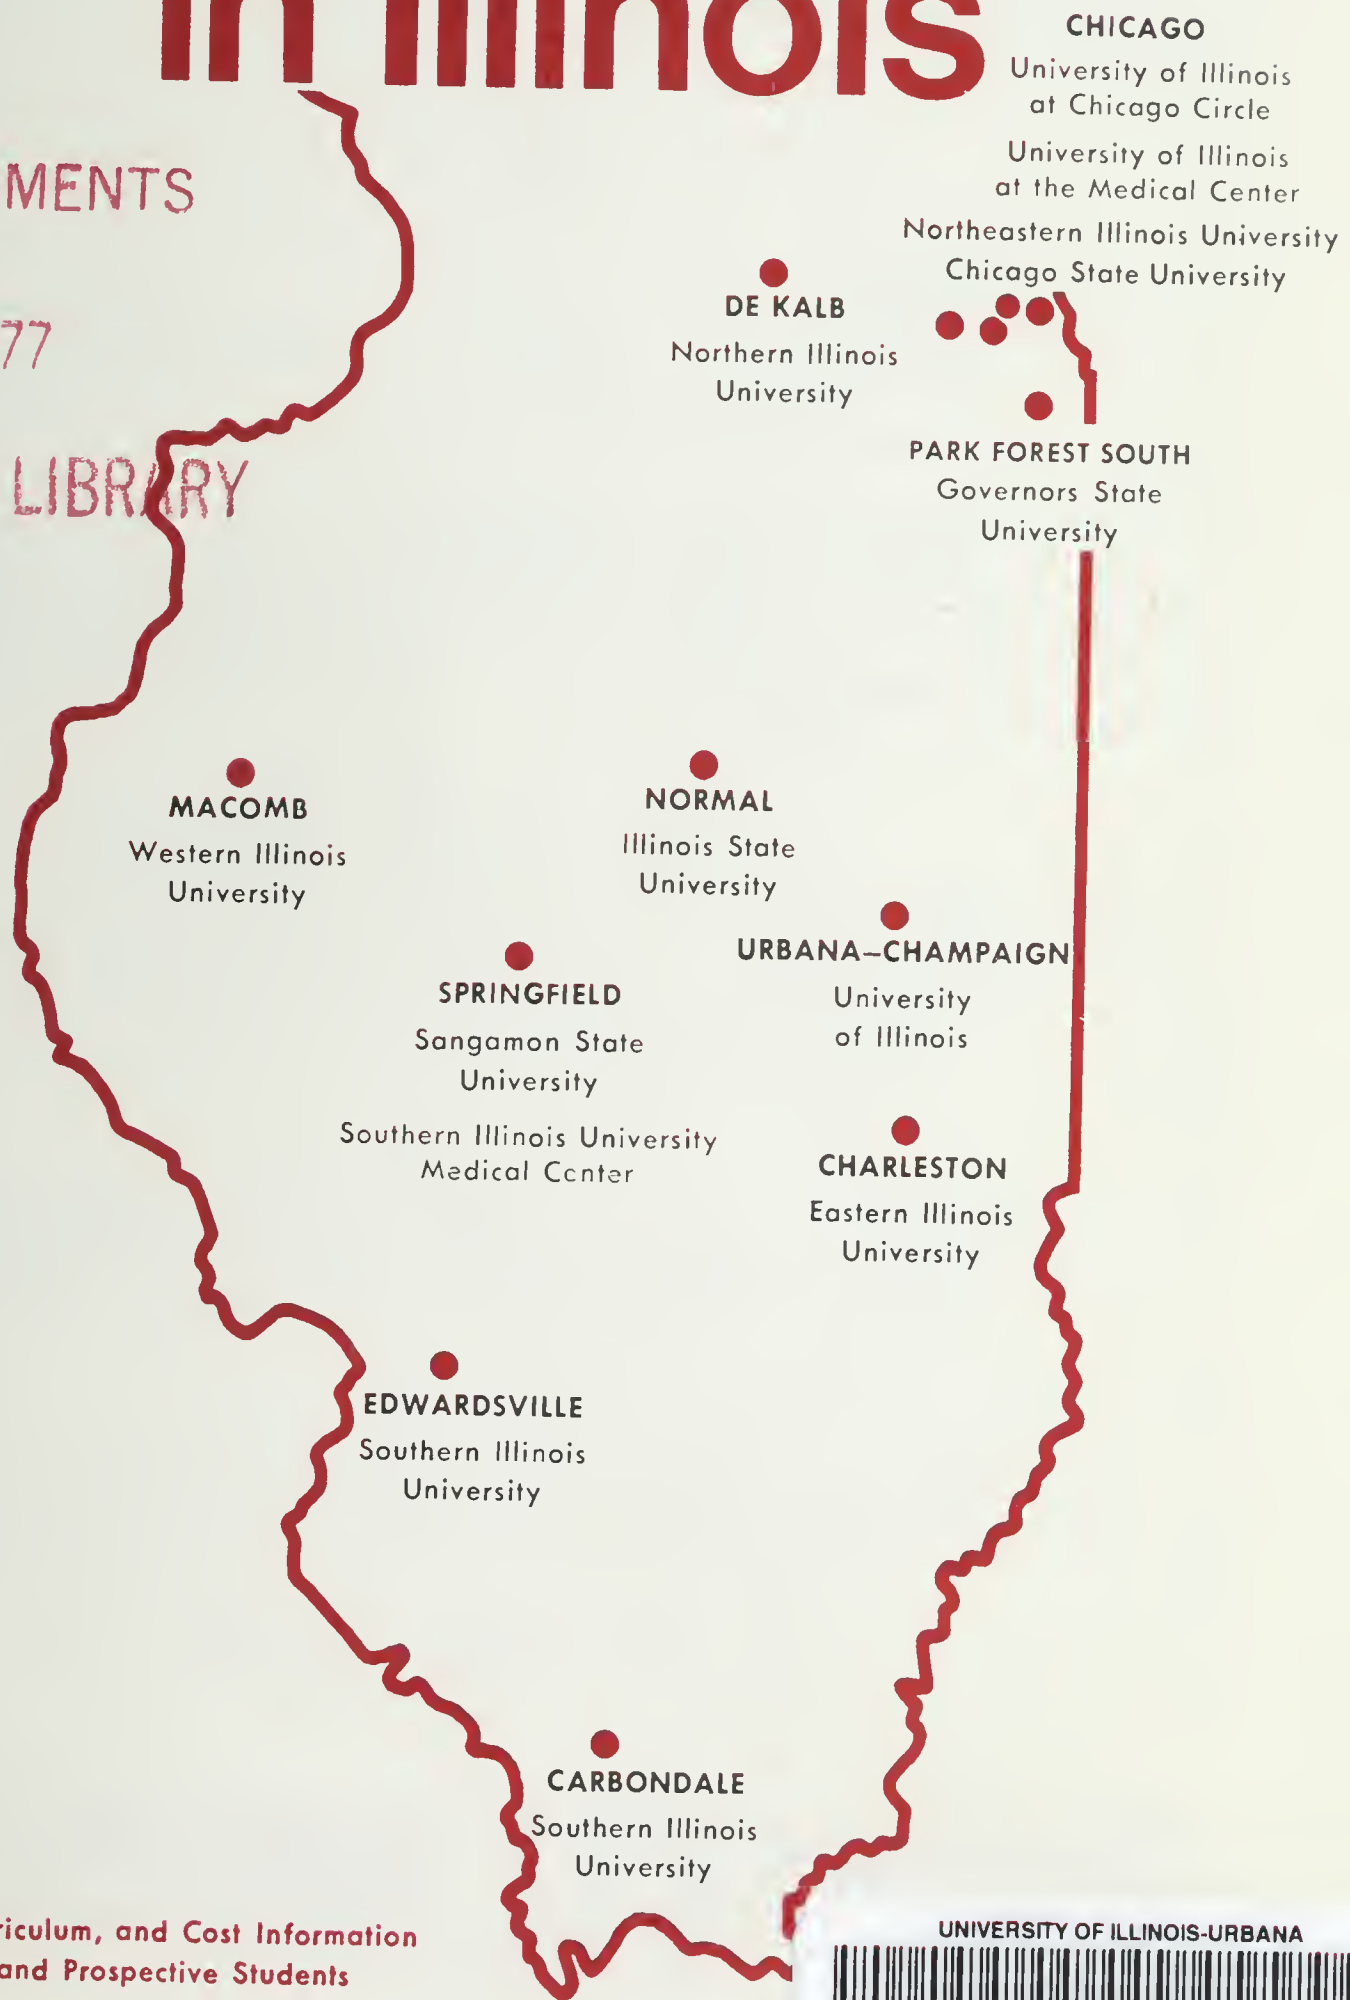 in Illinois
CHICAGO
University of Illinois
at Chicago Circle
University of Illinois
at the Medical Center
Northeastern Illinois University
Chicago State University
MENTS
77
LIBRARY
DE KALB
Northern Illinois
University
PARK FOREST SOUTH
Governors State
University
MACOMB
Western Illinois
University
NORMAL
Illinois State
University
URBANA–CHAMPAIGN
University
of Illinois
SPRINGFIELD
Sangamon State
University
Southern Illinois University
Medical Center
CHARLESTON
Eastern Illinois
University
EDWARDSVILLE
Southern Illinois
University
CARBONDALE
Southern Illinois
University
riculum, and Cost Information
and Prospective Students
UNIVERSITY OF ILLINOIS-URBANA